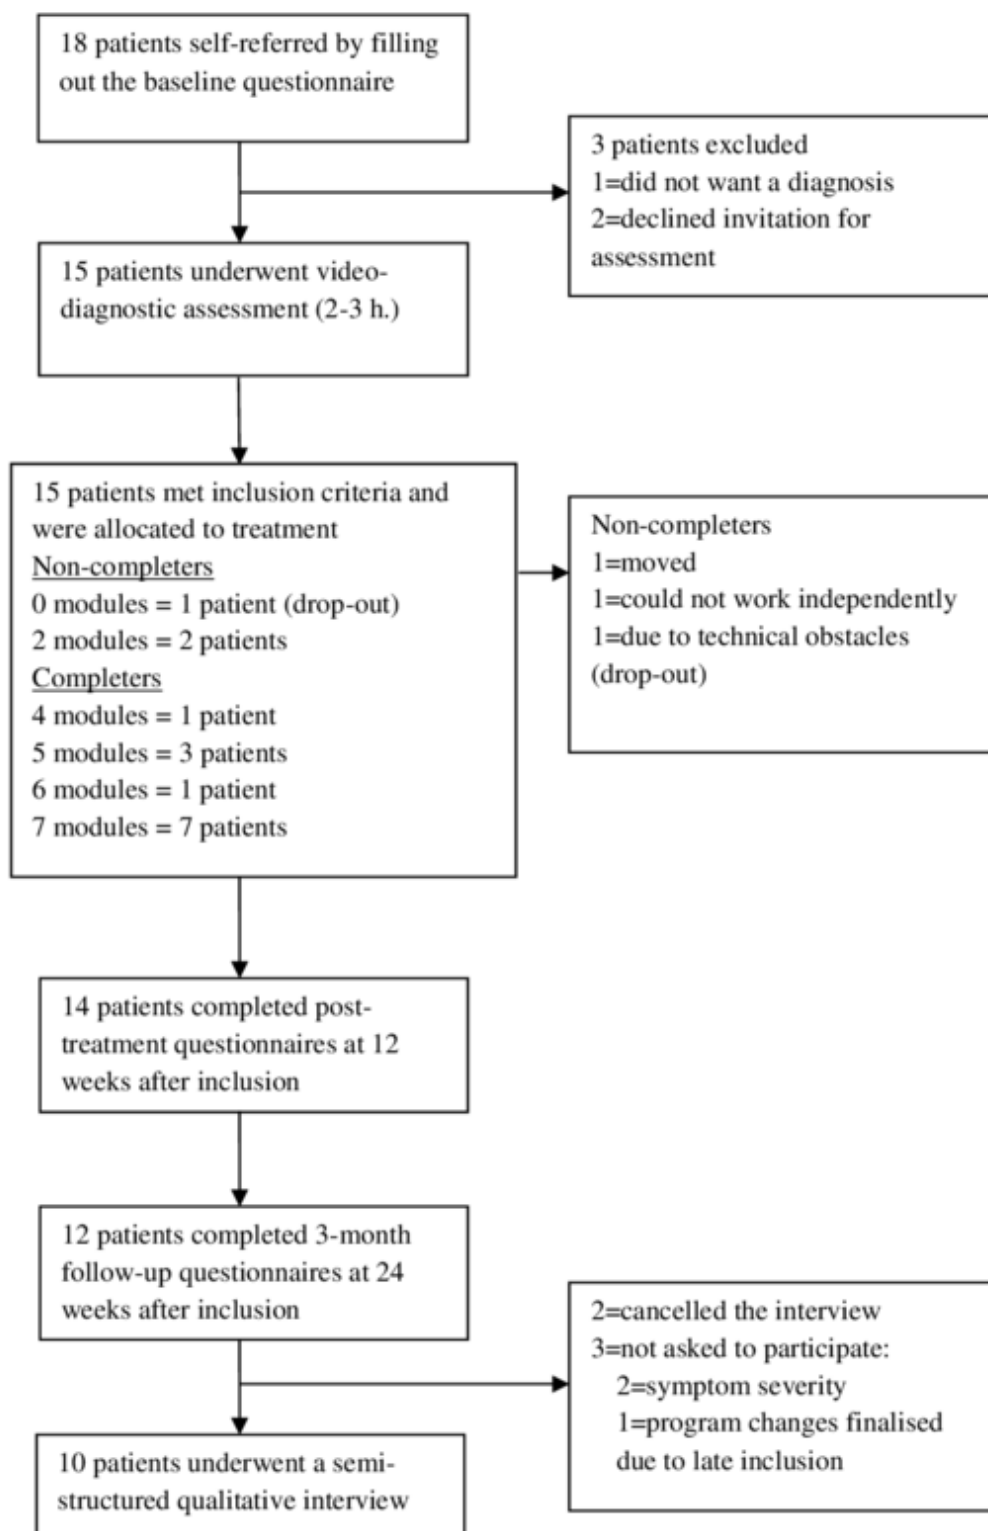 18 patients self-referred by filling
out the baseline questionnaire
3 patients excluded
1=did not want a diagnosis
2=declined invitation for
assessment
15 patients underwent video-
diagnostic assessment (2-3 h.)
15 patients met inclusion criteria and
were allocated to treatment
Non-completers
0 modules = 1 patient (drop-out)
2 modules = 2 patients
Completers
4 modules = 1 patient
5 modules = 3 patients
6 modules = 1 patient
7 modules = 7 patients
Non-completers
1=moved
1=could not work independently
1=due to technical obstacles
(drop-out)
14 patients completed post-
treatment questionnaires at 12
weeks after inclusion
12 patients completed 3-month
follow-up questionnaires at 24
weeks after inclusion
2=cancelled the interview
3=not asked to participate:
2=symptom severity
1=program changes finalised
due to late inclusion
10 patients underwent a semi-
structured qualitative interview